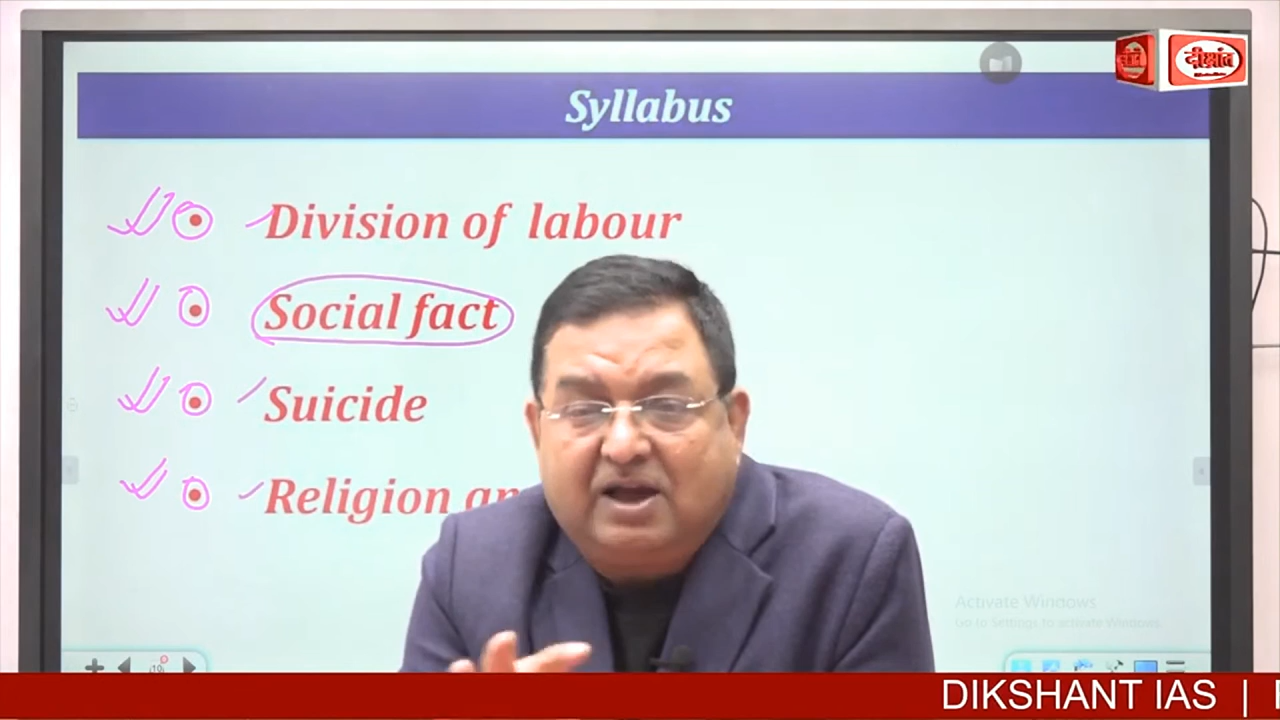 Syllabus
दीक्षांत
Division of labour
Social fact
Suicide
Religion an
Activate Windows
Go to Settings to activate Windows.
DIKSHANT IAS |